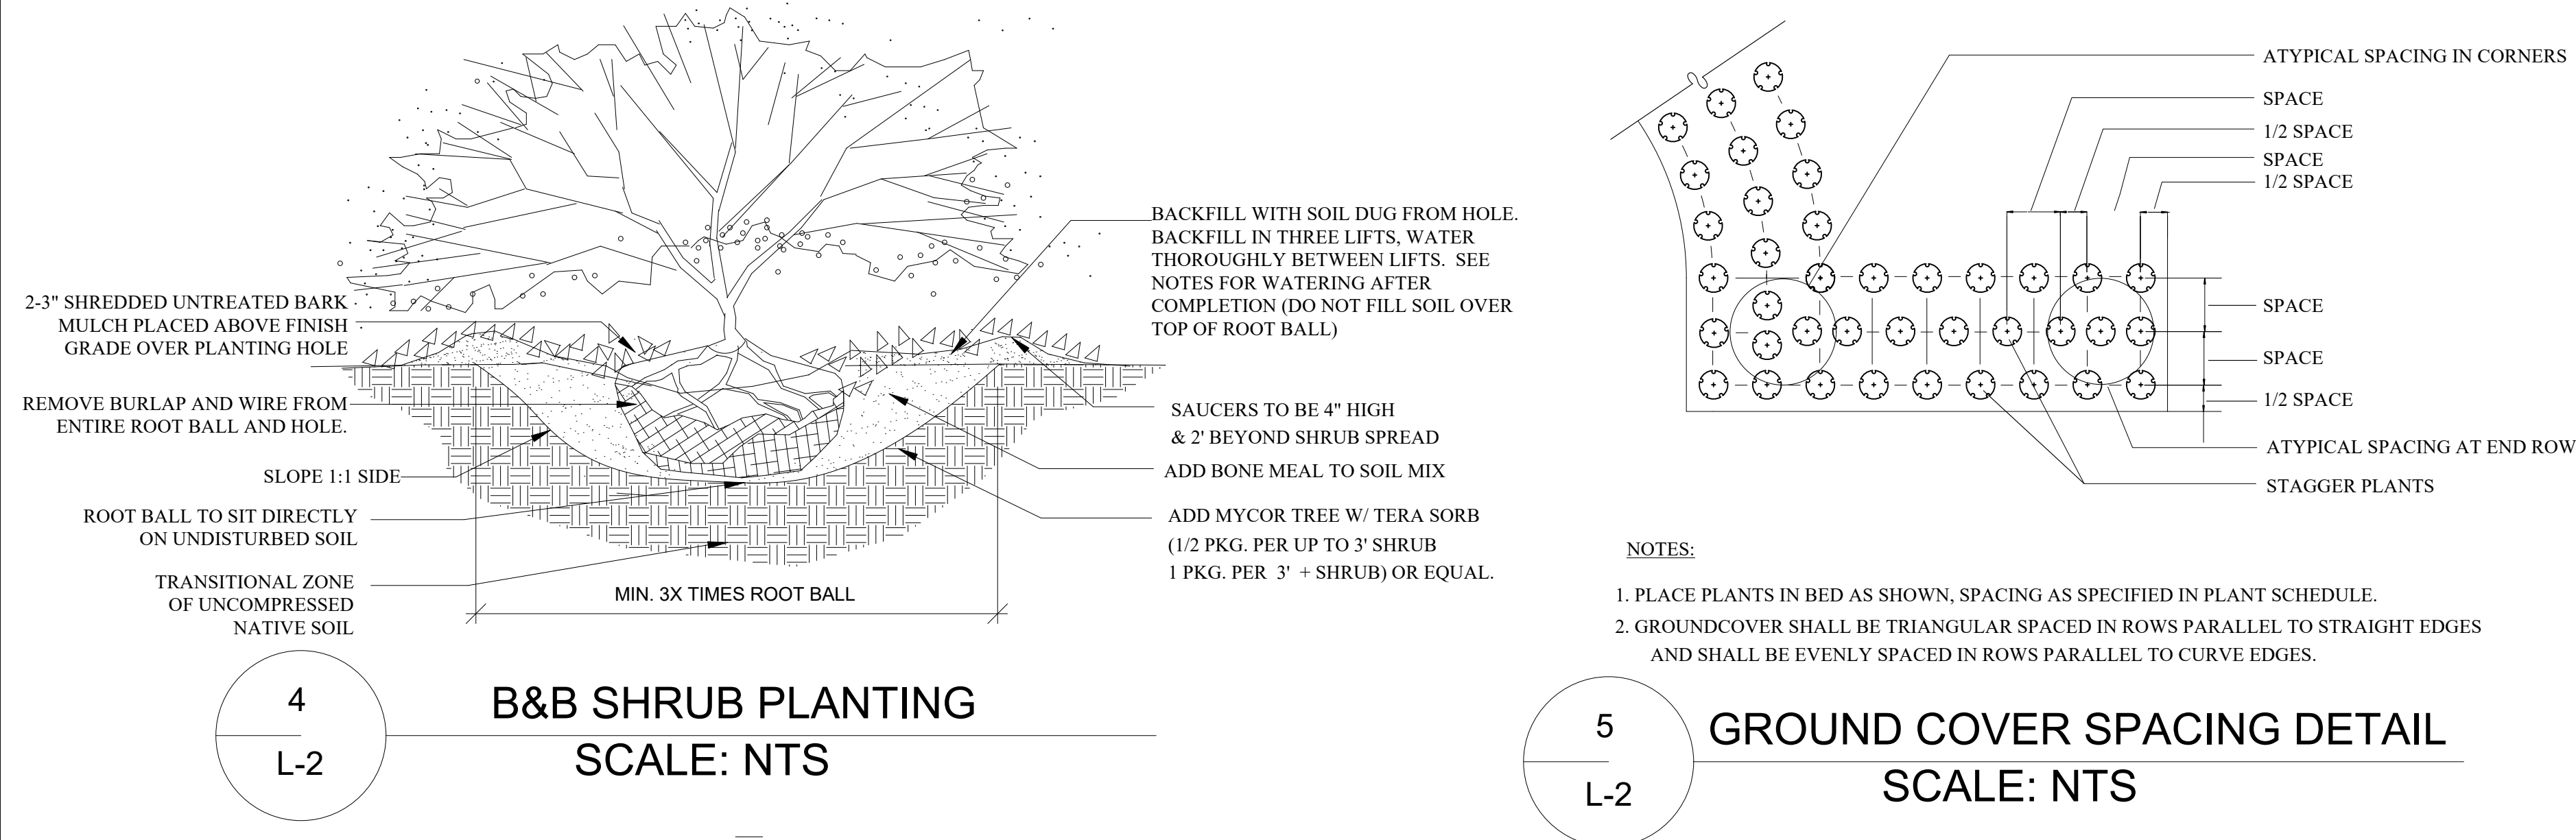 2-3" SHREDDED UNTREATED BARK
MULCH PLACED ABOVE FINISH
GRADE OVER PLANTING HOLE
REMOVE BURLAP AND WIRE FROM
ENTIRE ROOT BALL AND HOLE.
SLOPE 1:1 SIDE
ROOT BALL TO SIT DIRECTLY
ON UNDISTURBED SOIL
TRANSITIONAL ZONE
OF UNCOMPRESSED
NATIVE SOIL
MIN. 3X TIMES ROOT BALL
BACKFILL WITH SOIL DUG FROM HOLE.
BACKFILL IN THREE LIFTS, WATER
THOROUGHLY BETWEEN LIFTS. SEE
NOTES FOR WATERING AFTER
COMPLETION (DO NOT FILL SOIL OVER
TOP OF ROOT BALL)
SAUCERS TO BE 4" HIGH
& 2' BEYOND SHRUB SPREAD
ADD BONE MEAL TO SOIL MIX
ADD MYCOR TREE W/ TERA SORB
(1/2 PKG. PER UP TO 3' SHRUB
1 PKG. PER 3' + SHRUB) OR EQUAL.
4
L-2
B&B SHRUB PLANTING
SCALE: NTS
ATYPICAL SPACING IN CORNERS
SPACE
1/2 SPACE
SPACE
1/2 SPACE
SPACE
SPACE
1/2 SPACE
ATYPICAL SPACING AT END ROW
STAGGER PLANTS
NOTES:
1. PLACE PLANTS IN BED AS SHOWN, SPACING AS SPECIFIED IN PLANT SCHEDULE.
2. GROUNDCOVER SHALL BE TRIANGULAR SPACED IN ROWS PARALLEL TO STRAIGHT EDGES
AND SHALL BE EVENLY SPACED IN ROWS PARALLEL TO CURVE EDGES.
5
L-2
GROUND COVER SPACING DETAIL
SCALE: NTS